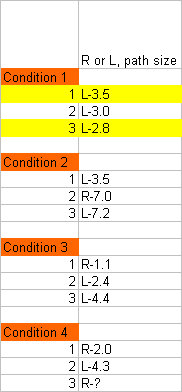 R or L, path size
Condition 1
1 L-3.5
2 L-3.0
3 L-2.8
Condition 2
1 L-3.5
2 R-7.0
3 L-7.2
Condition 3
1 R-1.1
2 L-2.4
3 L-4.4
Condition 4
1 R-2.0
2 L-4.3
3 R-?